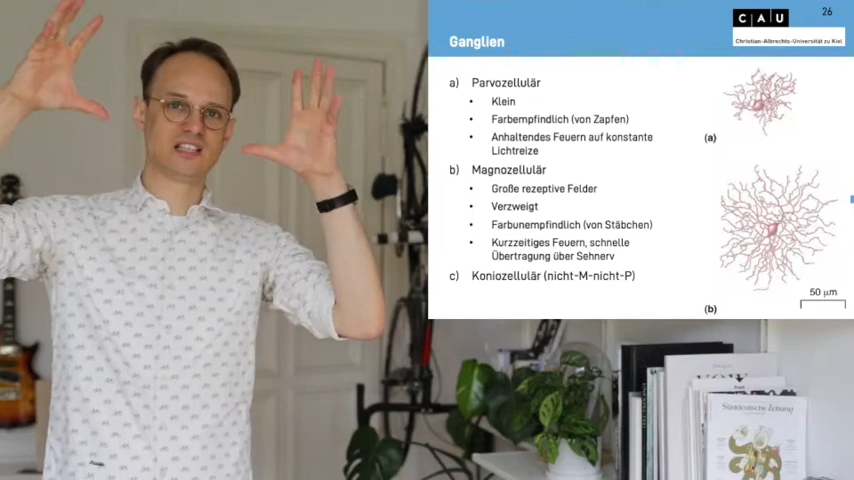 26
C A U
Christian-Albrechts-Universität zu Kiel
Ganglien
a) Parvozellulär
• Klein
• Farbempfindlich (von Zapfen)
• Anhaltendes Feuern auf konstante
Lichtreize
(a)
b) Magnozellulär
• Große rezeptive Felder
• Verzweigt
• Farbunempfindlich (von Stäbchen)
• Kurzzeitiges Feuern, schnelle
Übertragung über Sehnerv
c) Koniozellulär (nicht-M-nicht-P)
50 μm
(b)
Süddeutsche Zeitung